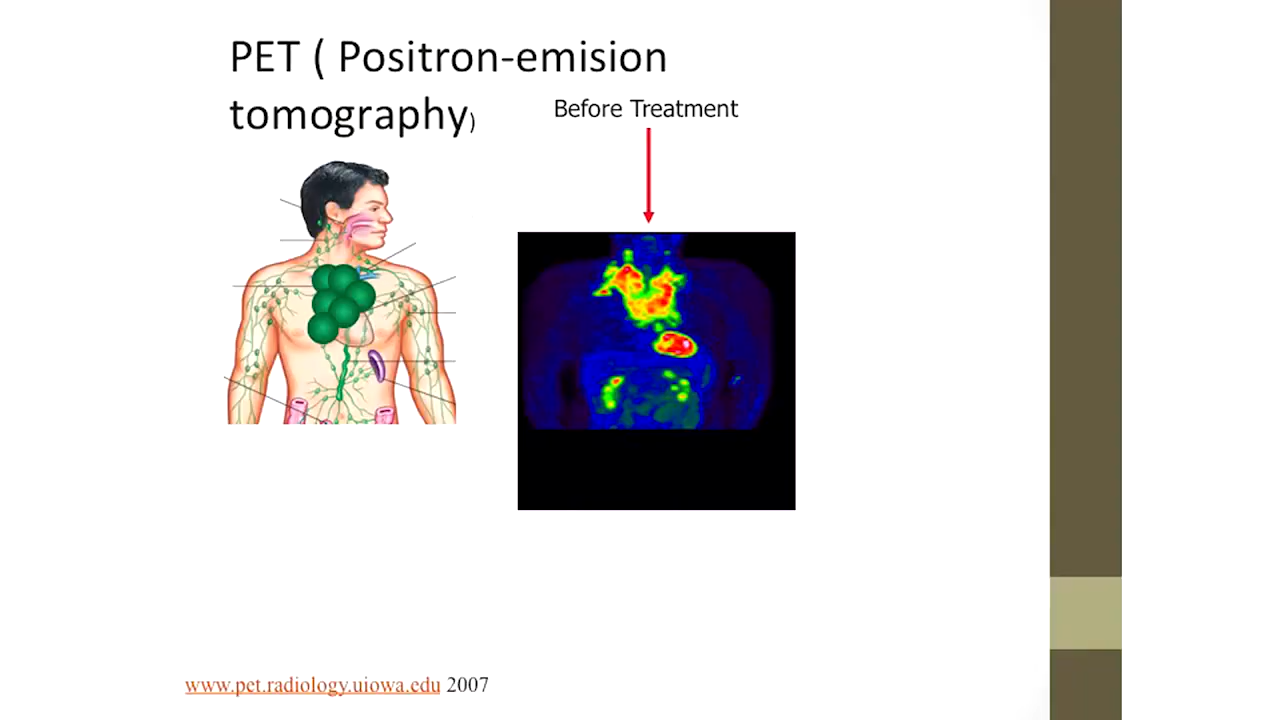 PET ( Positron-emision
tomography)
Before Treatment
www.pet.radiology.uiowa.edu 2007